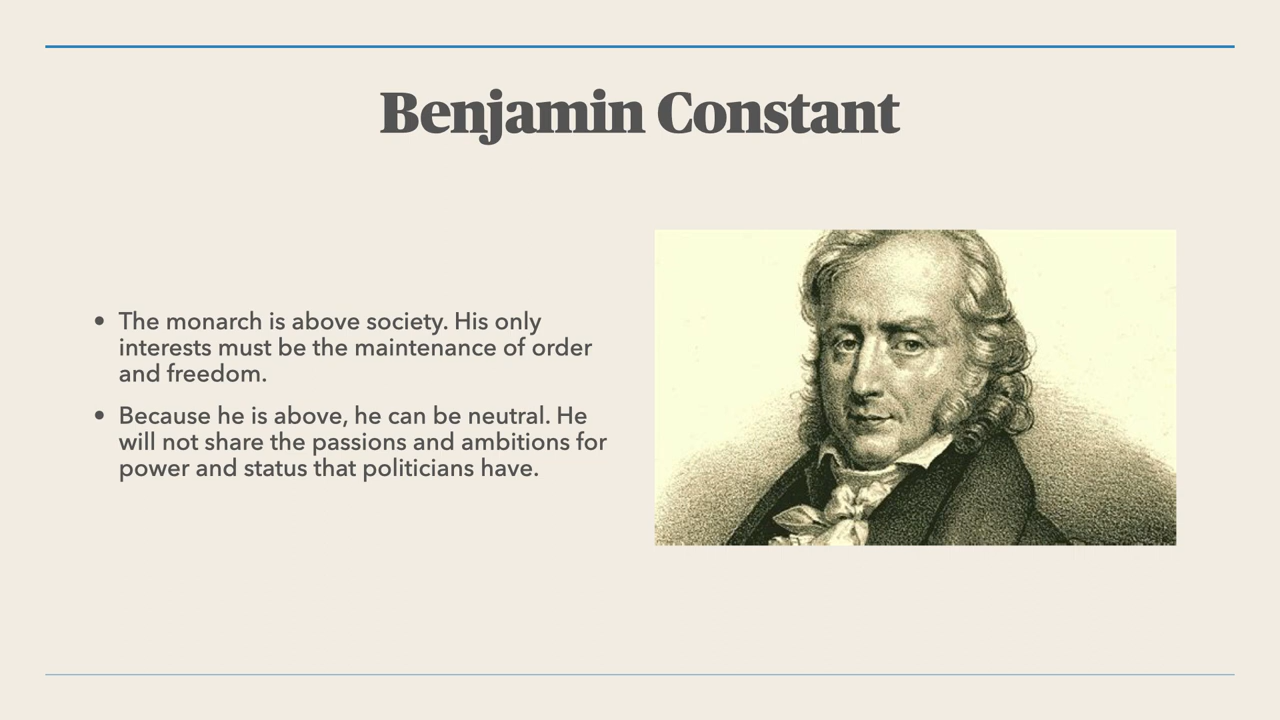 Benjamin Constant
• The monarch is above society. His only
interests must be the maintenance of order
and freedom.
• Because he is above, he can be neutral. He
will not share the passions and ambitions for
power and status that politicians have.